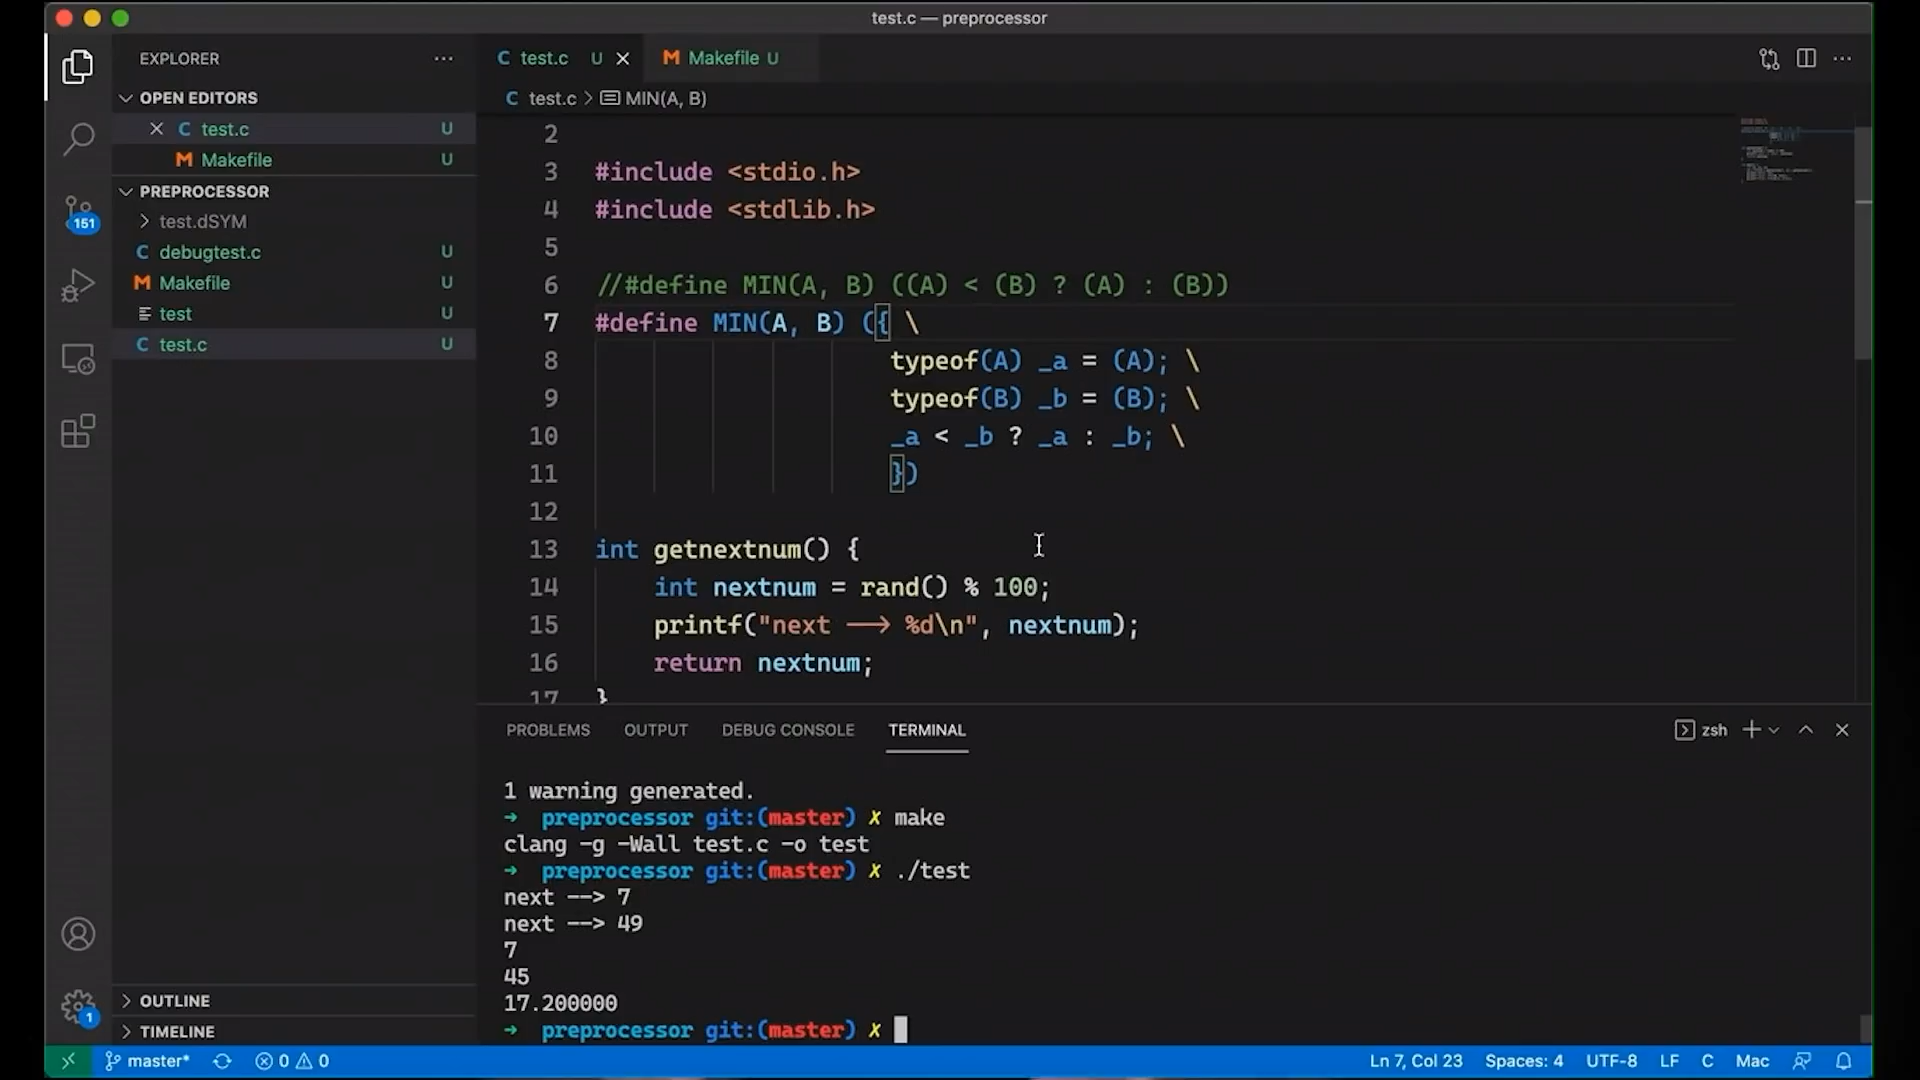 test.c — preprocessor
EXPLORER
OPEN EDITORS
test.c U
Makefile U
PREPROCESSOR
test.dSYM
debugtest.c U
Makefile U
test U
test.c U
OUTLINE
TIMELINE
151
1
test.c U
Makefile U
test.c > MIN(A, B)
2
3 #include <stdio.h>
4 #include <stdlib.h>
5
6 //#define MIN(A, B) ((A) < (B) ? (A) : (B))
7 #define MIN(A, B) ({ \
8 typeof(A) _a = (A); \
9 typeof(B) _b = (B); \
10 _a < _b ? _a : _b; \
11 })
12
13 int getnextnum() {
14 int nextnum = rand() % 100;
15 printf("next --> %d\n", nextnum);
16 return nextnum;
17 }
PROBLEMS OUTPUT DEBUG CONSOLE TERMINAL zsh
1 warning generated.
➜ preprocessor git:(master) ✗ make
clang -g -Wall test.c -o test
➜ preprocessor git:(master) ✗ ./test
next --> 7
next --> 49
7
45
17.200000
➜ preprocessor git:(master) ✗
master* 0 0 Ln 7, Col 23 Spaces: 4 UTF-8 LF C Mac